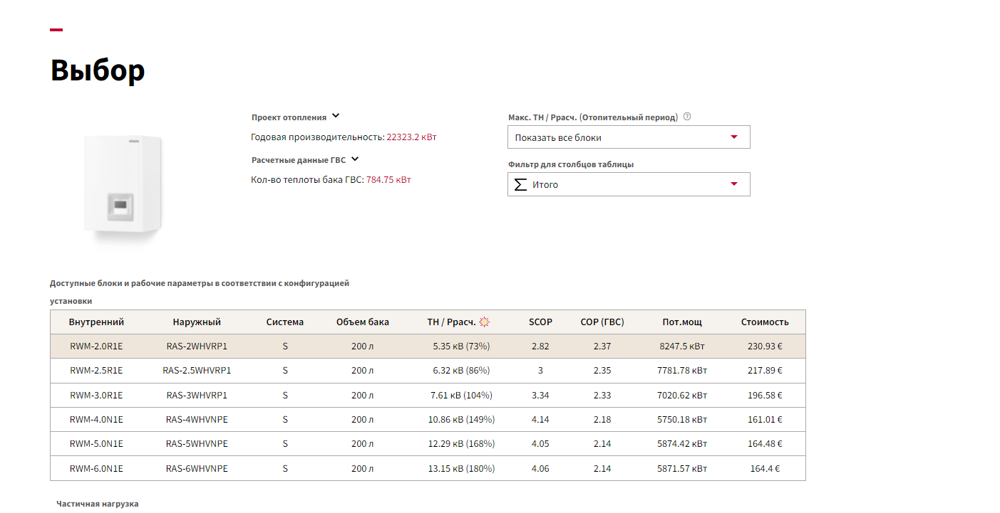 Выбор
Проект отопления
Годовая производительность: 22323.2 кВт
Расчетные данные ГВС
Кол-во теплоты бака ГВС: 784.75 кВт
Макс. ТН / Pрасч. (Отопительный период)
Показать все блоки
Фильтр для столбцов таблицы
Итого
Доступные блоки и рабочие параметры в соответствии с конфигурацией
установки
Внутренний Наружный Система Объем бака ТН / Pрасч. SCOP COP (ГВС) Пот.мощ Стоимость
RWM-2.0R1E RAS-2WHVRP1 S 200 л 5.35 кВ (73%) 2.82 2.37 8247.5 кВт 230.93 €
RWM-2.5R1E RAS-2.5WHVRP1 S 200 л 6.32 кВ (86%) 3 2.35 7781.78 кВт 217.89 €
RWM-3.0R1E RAS-3WHVRP1 S 200 л 7.61 кВ (104%) 3.34 2.33 7020.62 кВт 196.58 €
RWM-4.0N1E RAS-4WHVNPE S 200 л 10.86 кВ (149%) 4.14 2.18 5750.18 кВт 161.01 €
RWM-5.0N1E RAS-5WHVNPE S 200 л 12.29 кВ (168%) 4.05 2.14 5874.42 кВт 164.48 €
RWM-6.0N1E RAS-6WHVNPE S 200 л 13.15 кВ (180%) 4.06 2.14 5871.57 кВт 164.4 €
Частичная нагрузка